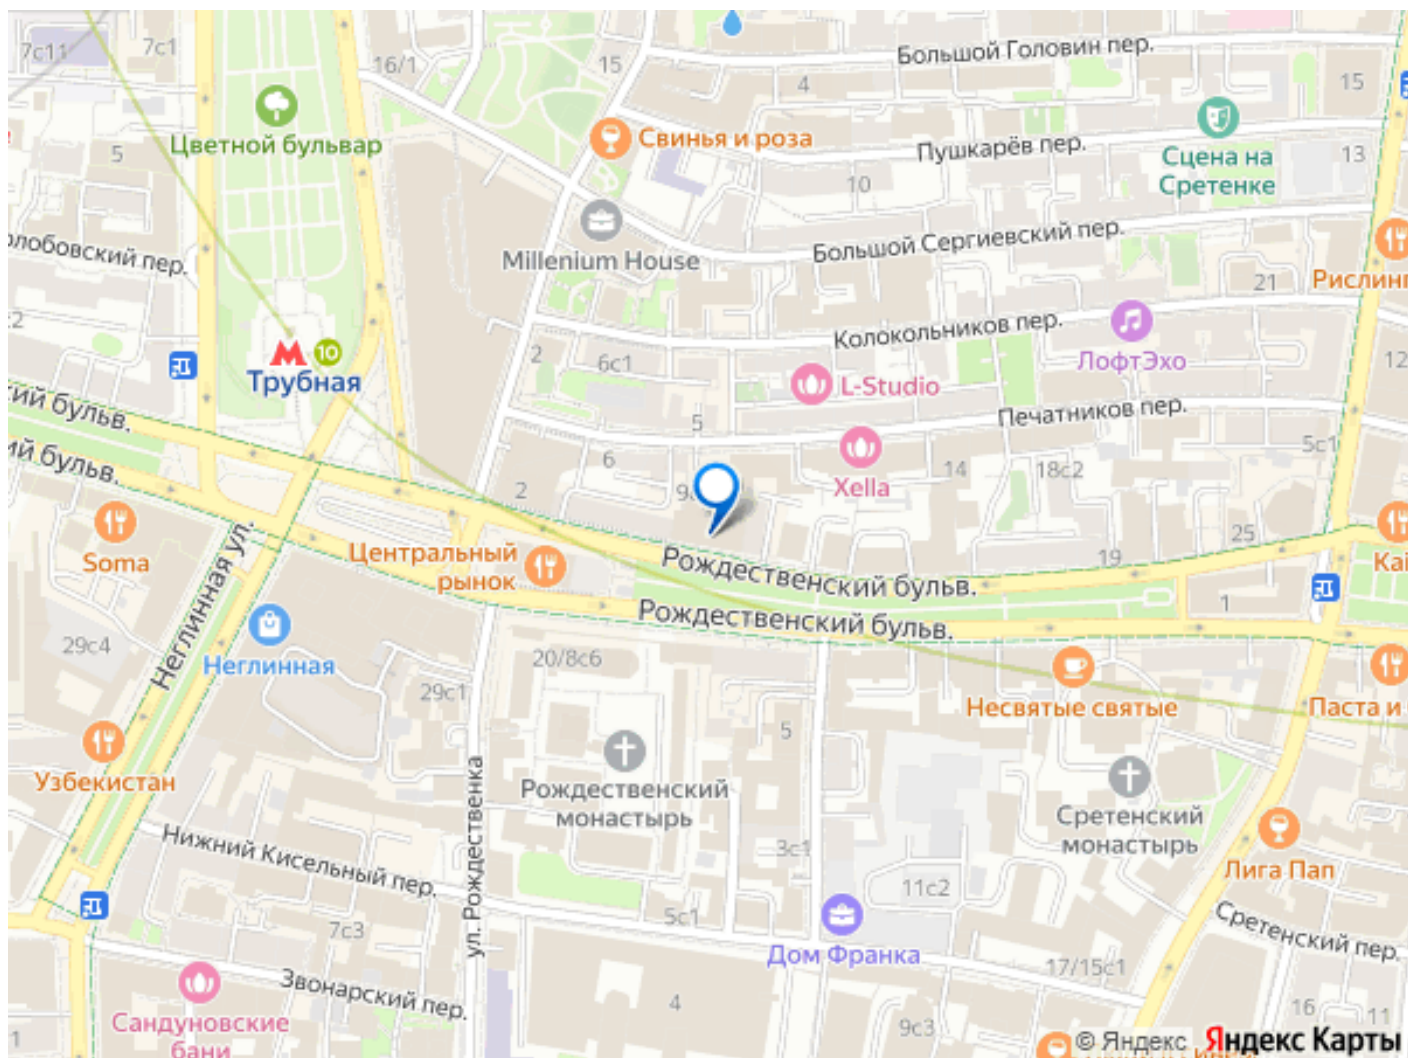 7с11
7с1
16/1
15
Большой Головин пер.
4
15
Цветной бульвар
5
Свинья и роза
Пушкарёв пер.
Сцена на
Сретенке
13
10
Millenium House
Большой Сергиевский пер.
Рислинг
21
Колокольников пер.
ЛофтЭхо
2
6с1
12
10
Трубная
L-Studio
Печатников пер.
5
5с1
кий бульв.
ий бульв.
6
2
14
18с2
Xella
25
19
Soma
Центральный
рынок
Рождественский бульв.
Рождественский бульв.
1
Kai
Неглинная ул.
29с4
Неглинная
20/8с6
29с1
5
Несвятые святые
Паста и
Узбекистан
Рождественский
монастырь
Сретенский
монастырь
ул. Рождественка
Нижний Кисельный пер.
3с1
Лига Пап
11с2
5с1
7с3
Дом Франка
Сретенский пер.
17/15с1
Звонарский пер.
4
16
11
Сандуновские
бани
9с3
1
© Яндекс Яндекс Карты